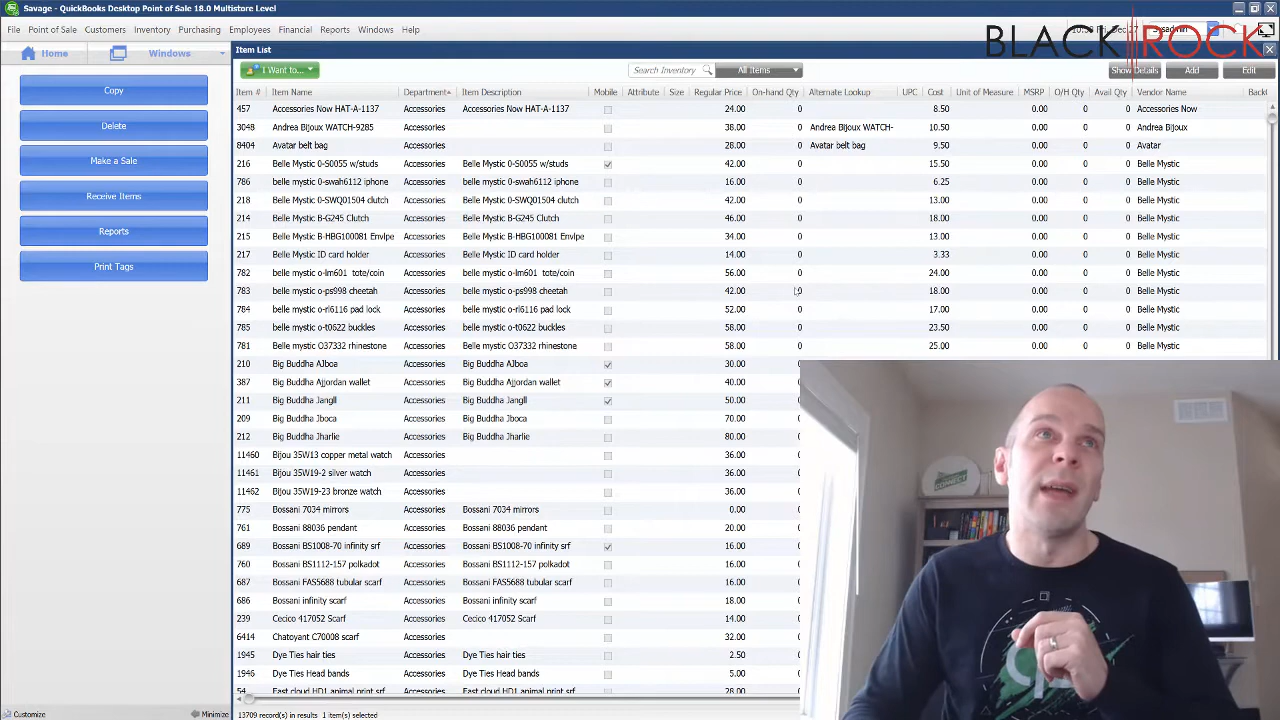 Savage - QuickBooks Desktop Point of Sale 18.0 Multistore Level
File Point of Sale Customers Inventory Purchasing Employees Financial Reports Windows Help
BLACK ROCK
Home Windows
Item List
I Want to... Search Inventory All Items Show Details Add Edit
Copy
Delete
Make a Sale
Receive Items
Reports
Print Tags
Item # Item Name Department Item Description Mobile Attribute Size Regular Price On-hand Qty Alternate Lookup UPC Cost Unit of Measure MSRP O/H Qty Avail Qty Vendor Name Back
457 Accessories Now HAT-A-1137 Accessories Accessories Now HAT-A-1137 24.00 0 8.50 0.00 0 0 Accessories Now
3048 Andrea Bijoux WATCH-9285 Accessories 38.00 0 Andrea Bijoux WATCH- 10.50 0.00 0 0 Andrea Bijoux
8404 Avatar belt bag Accessories 28.00 0 Avatar belt bag 9.50 0.00 0 0 Avatar
216 Belle Mystic 0-S0055 w/studs Accessories Belle Mystic 0-S0055 w/studs 42.00 0 15.50 0.00 0 0 Belle Mystic
786 belle mystic 0-swah6112 iphone Accessories belle mystic 0-swah6112 iphone 16.00 0 6.25 0.00 0 0 Belle Mystic
218 Belle Mystic 0-SWQ01504 clutch Accessories Belle Mystic 0-SWQ01504 clutch 42.00 0 13.00 0.00 0 0 Belle Mystic
214 Belle Mystic B-G245 Clutch Accessories Belle Mystic B-G245 Clutch 46.00 0 18.00 0.00 0 0 Belle Mystic
215 Belle Mystic B-HBG100081 Envlpe Accessories Belle Mystic B-HBG100081 Envlpe 34.00 0 13.00 0.00 0 0 Belle Mystic
217 Belle Mystic ID card holder Accessories Belle Mystic ID card holder 14.00 0 3.33 0.00 0 0 Belle Mystic
782 belle mystic o-lm601 tote/coin Accessories belle mystic o-lm601 tote/coin 56.00 0 24.00 0.00 0 0 Belle Mystic
783 belle mystic o-ps998 cheetah Accessories belle mystic o-ps998 cheetah 42.00 0 18.00 0.00 0 0 Belle Mystic
784 belle mystic o-rl6116 pad lock Accessories belle mystic o-rl6116 pad lock 52.00 0 17.00 0.00 0 0 Belle Mystic
785 belle mystic o-t0622 buckles Accessories belle mystic o-t0622 buckles 58.00 0 23.50 0.00 0 0 Belle Mystic
781 belle mystic O37332 rhinestone Accessories belle mystic O37332 rhinestone 58.00 0 25.00 0.00 0 0 Belle Mystic
210 Big Buddha AJboa Accessories Big Buddha AJboa 30.00
387 Big Buddha Ajjordan wallet Accessories Big Buddha Ajjordan wallet 40.00
211 Big Buddha Jangll Accessories Big Buddha Jangll 50.00
209 Big Buddha Jboca Accessories Big Buddha Jboca 70.00
212 Big Buddha Jharlie Accessories Big Buddha Jharlie 80.00
11460 Bijou 35W13 copper metal watch Accessories 36.00
11461 Bijou 35W19-2 silver watch Accessories 36.00
11462 Bijou 35W19-23 bronze watch Accessories 36.00
775 Bossani 7034 mirrors Accessories Bossani 7034 mirrors 0.00
761 Bossani 88036 pendant Accessories Bossani 88036 pendant 20.00
689 Bossani BS1008-70 infinity srf Accessories Bossani BS1008-70 infinity srf 16.00
760 Bossani BS1112-157 polkadot Accessories Bossani BS1112-157 polkadot 16.00
687 Bossani FAS5688 tubular scarf Accessories Bossani FAS5688 tubular scarf 16.00
686 Bossani infinity scarf Accessories Bossani infinity scarf 18.00
239 Cecico 417052 Scarf Accessories Cecico 417052 Scarf 14.00
6414 Chatoyant C70008 scarf Accessories 32.00
1945 Dye Ties hair ties Accessories Dye Ties hair ties 2.50
1946 Dye Ties Head bands Accessories Dye Ties Head bands 5.00
54 East cloud HD1 animal print srf Accessories East cloud HD1 animal print srf 28.00
Customize Minimize 13709 record(s) in results 1 item(s) selected